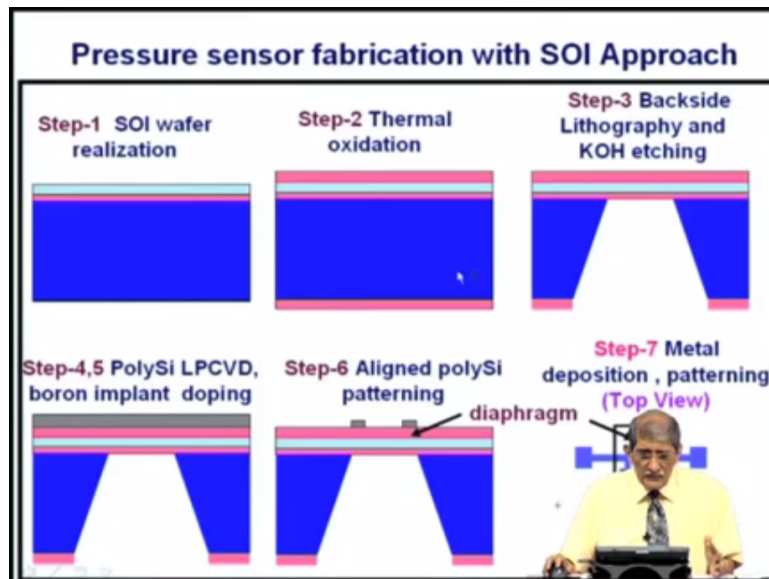 Pressure sensor fabrication with SOI Approach
Step-1 SOI wafer
realization
Step-2 Thermal
oxidation
Step-3 Backside
Lithography and
KOH etching
Step-4,5 PolySi LPCVD,
boron implant doping
Step-6 Aligned polySi
patterning
Step-7 Metal
deposition , patterning
(Top View)
diaphragm